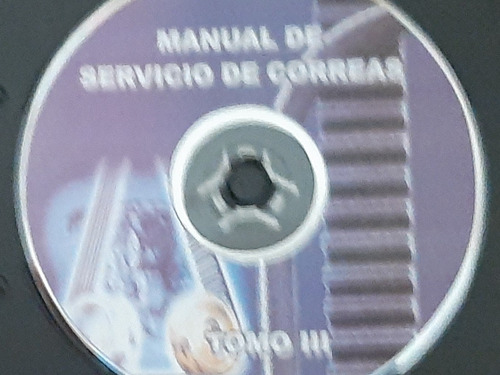 MANUAL DE
SERVICIO DE CORREAS
TOMO III